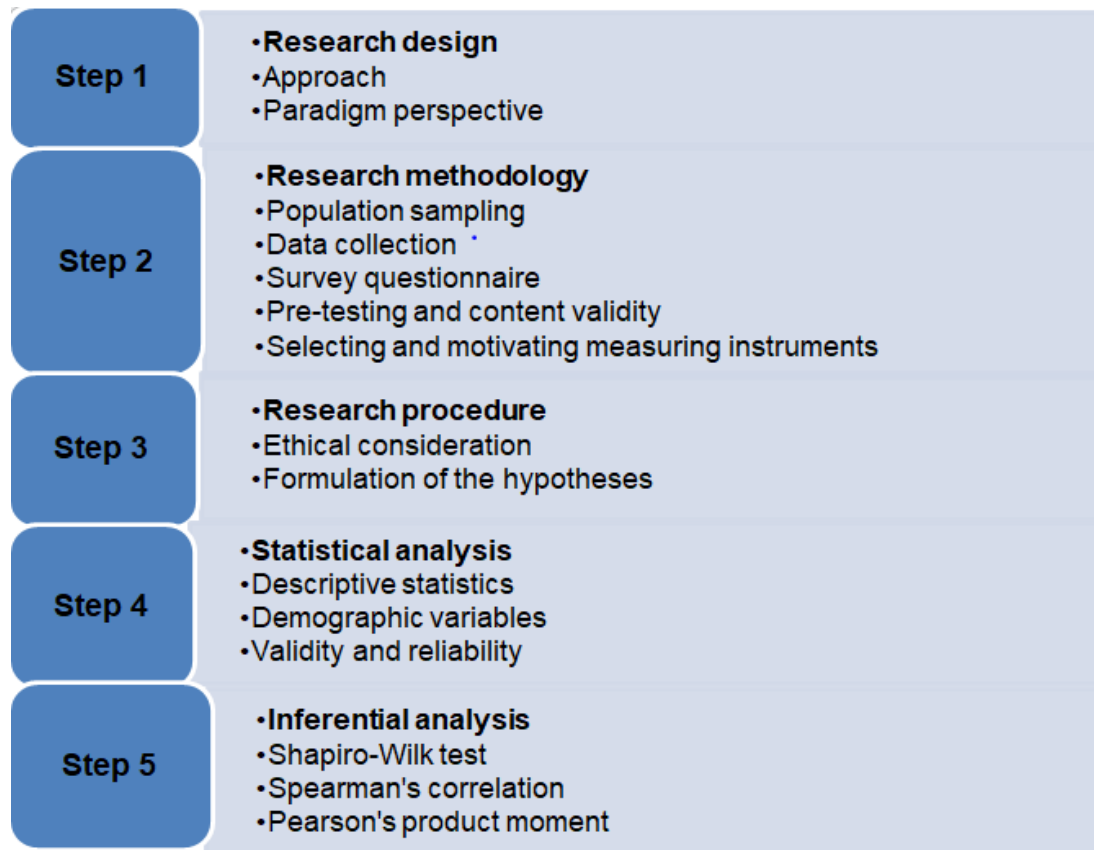 Step 1
•Research design
•Approach
•Paradigm perspective
Step 2
•Research methodology
•Population sampling
•Data collection
•Survey questionnaire
•Pre-testing and content validity
•Selecting and motivating measuring instruments
Step 3
•Research procedure
•Ethical consideration
•Formulation of the hypotheses
Step 4
•Statistical analysis
•Descriptive statistics
•Demographic variables
•Validity and reliability
Step 5
•Inferential analysis
•Shapiro-Wilk test
•Spearman's correlation
•Pearson's product moment